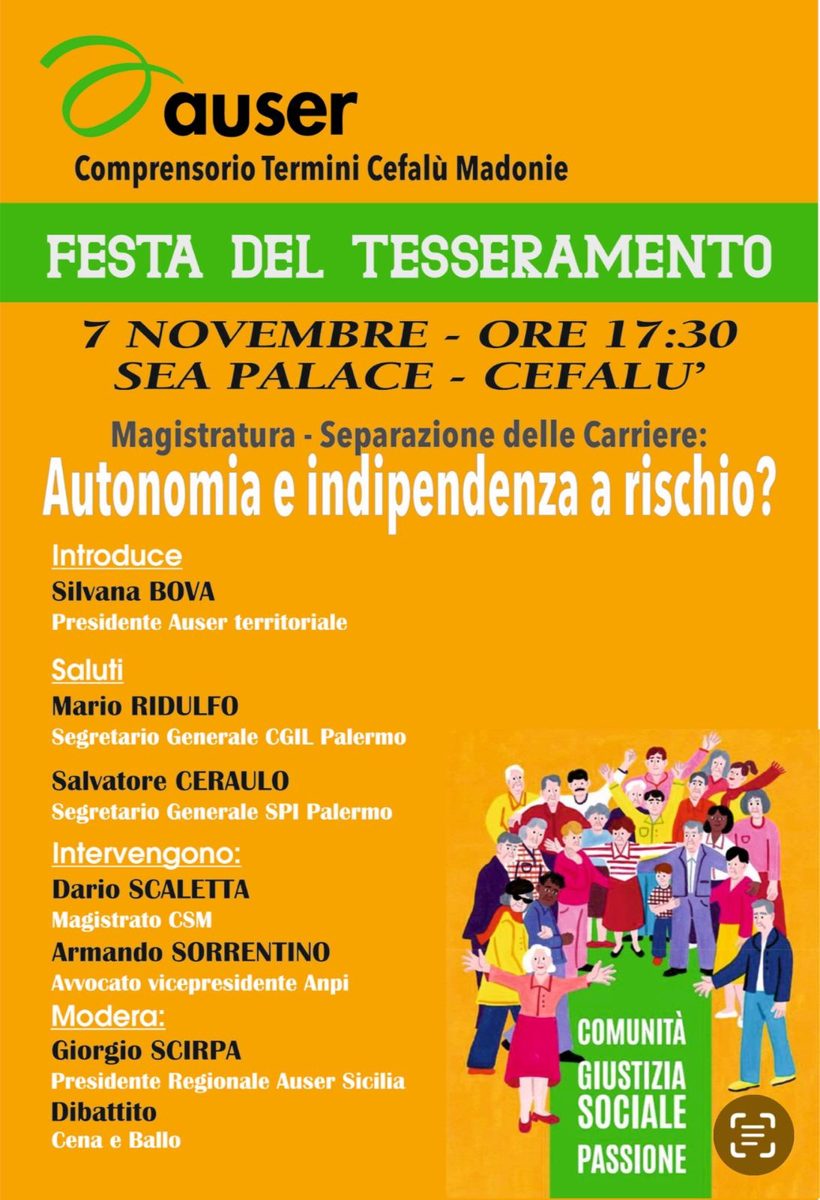 auser
Comprensorio Termini Cefalù Madonie
FESTA DEL TESSERAMENTO
7 NOVEMBRE - ORE 17:30
SEA PALACE - CEFALU'
Magistratura - Separazione delle Carriere:
Autonomia e indipendenza a rischio?
Introduce
Silvana BOVA
Presidente Auser territoriale
Saluti
Mario RIDULFO
Segretario Generale CGIL Palermo
Salvatore CERAULO
Segretario Generale SPI Palermo
Intervengono:
Dario SCALETTA
Magistrato CSM
Armando SORRENTINO
Avvocato vicepresidente Anpi
Modera:
Giorgio SCIRPA
Presidente Regionale Auser Sicilia
Dibattito
Cena e Ballo
COMUNITÀ
GIUSTIZIA
SOCIALE
PASSIONE